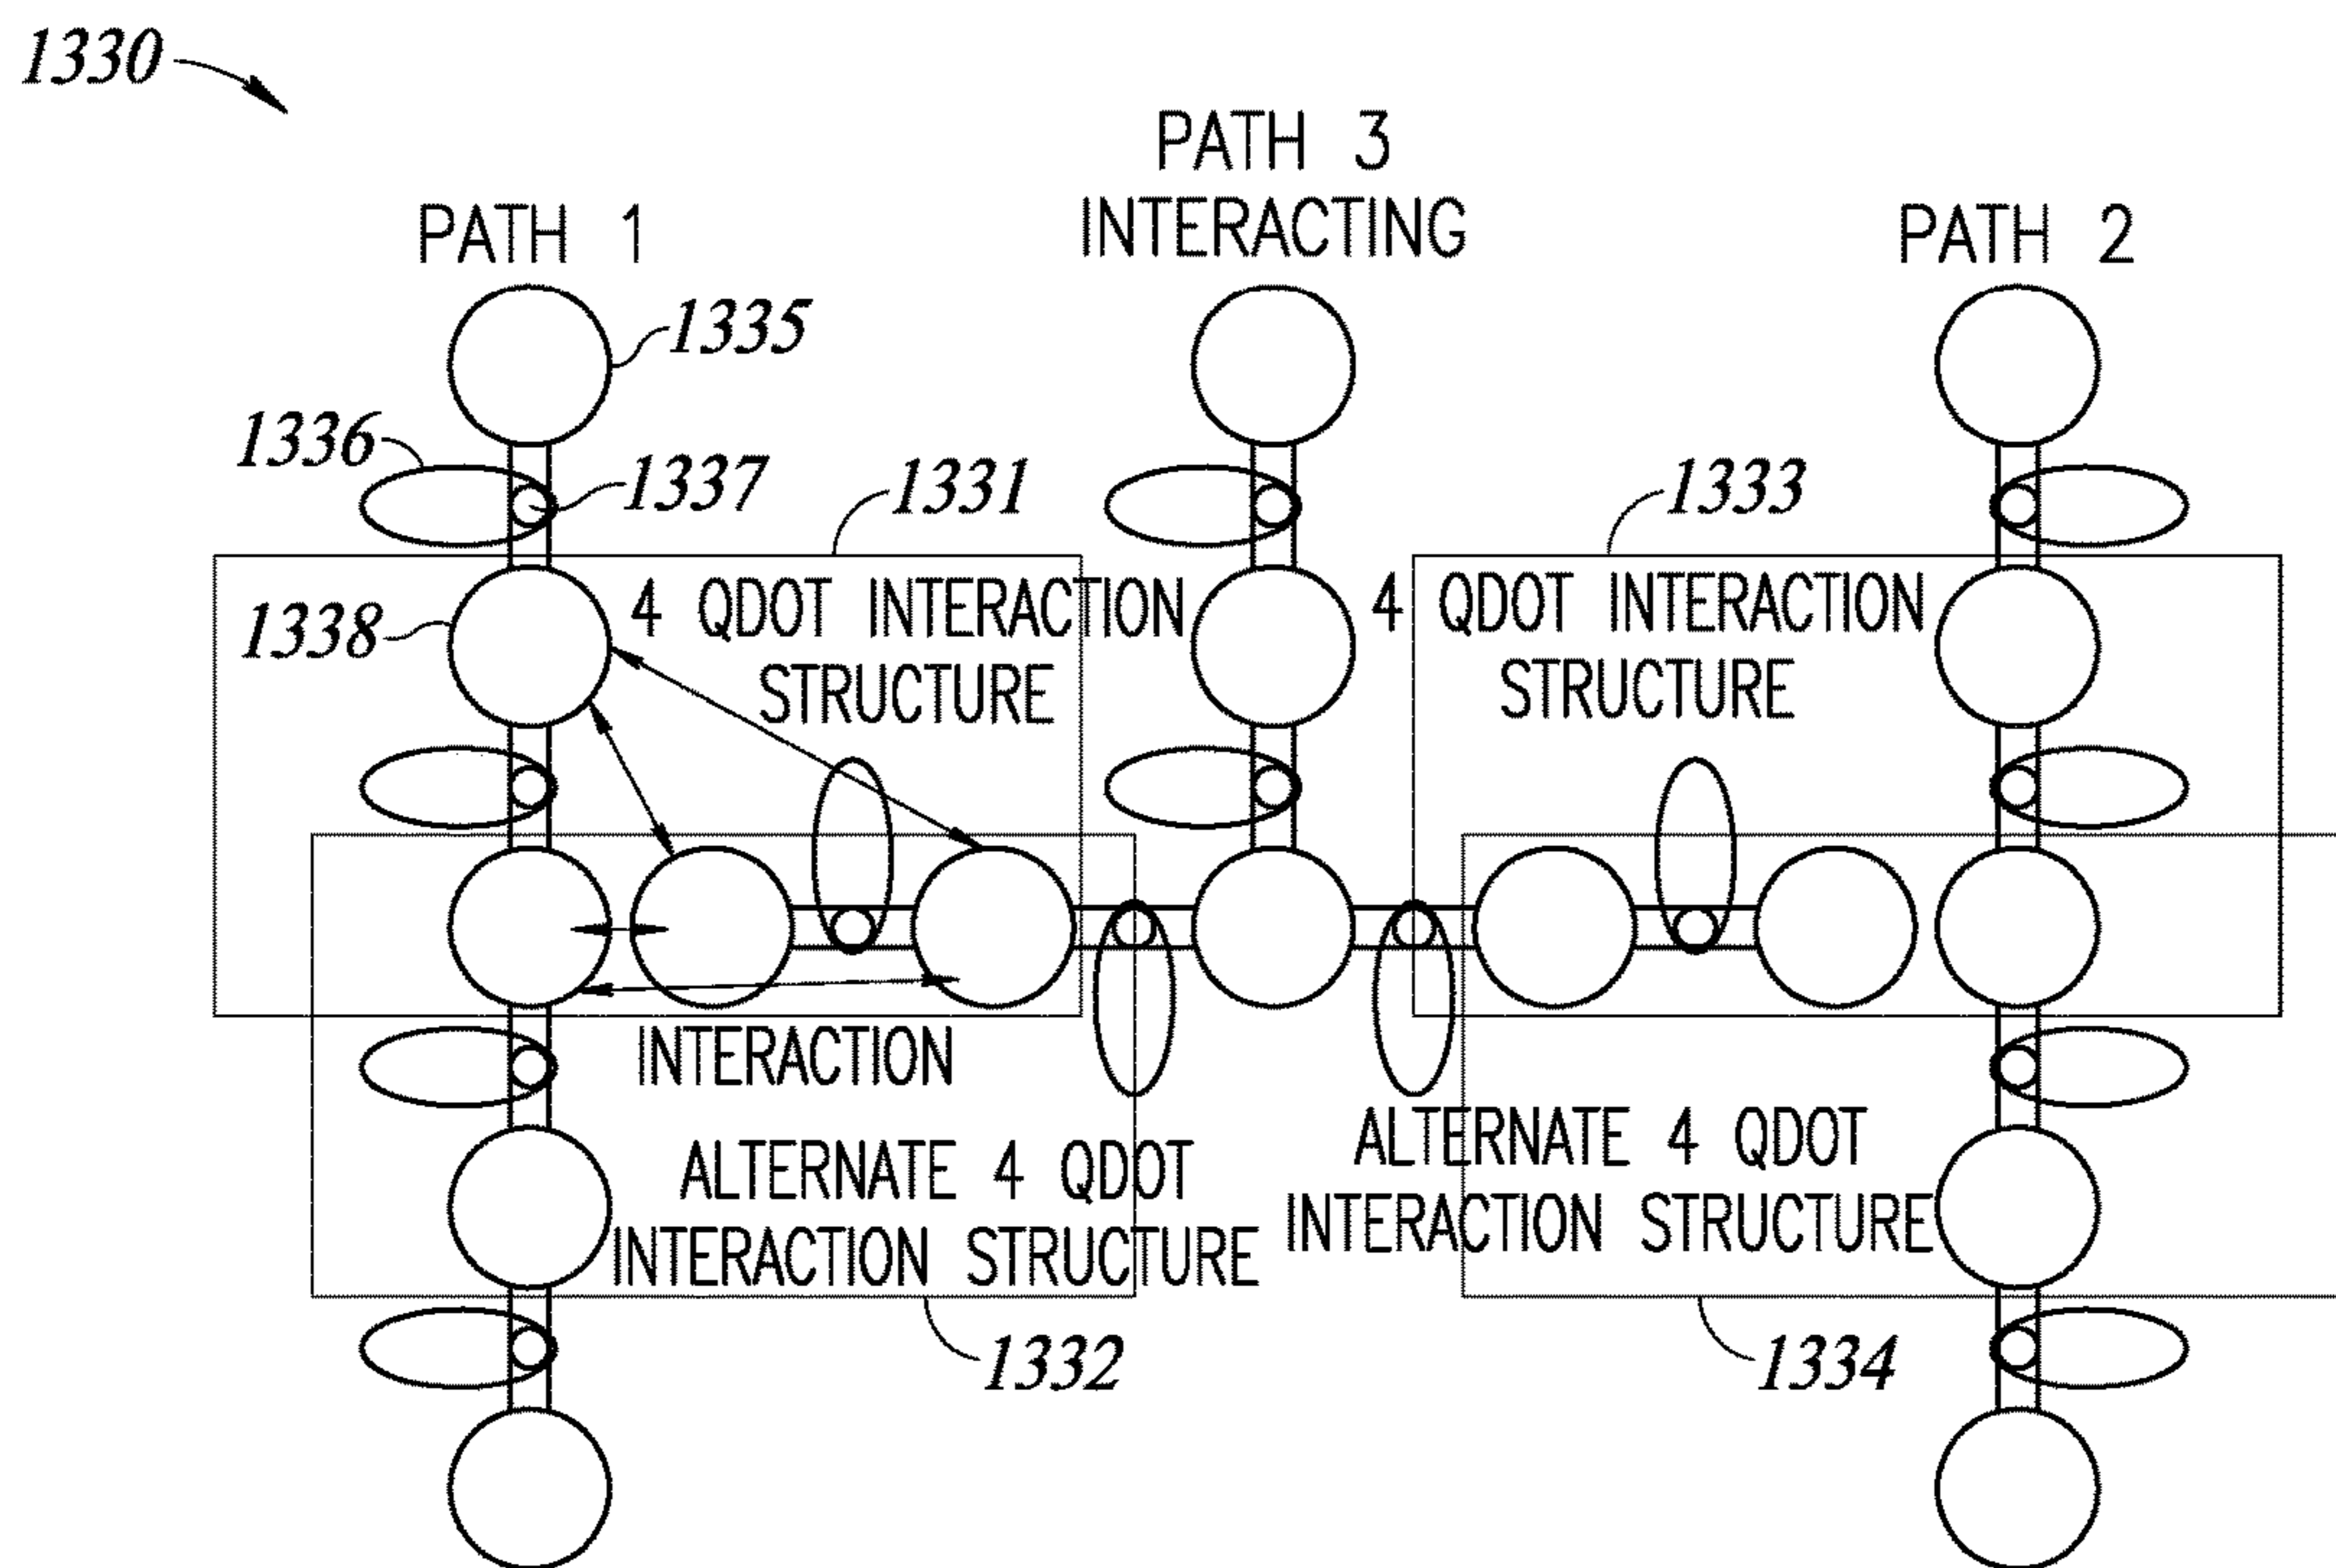 1330
PATH 3
INTERACTING
PATH 1
PATH 2
1335
1336
1337
1331
1333
1338
4 QDOT INTERACTION
STRUCTURE
4 QDOT INTERACTION
STRUCTURE
INTERACTION
ALTERNATE 4 QDOT
INTERACTION STRUCTURE
ALTERNATE 4 QDOT
INTERACTION STRUCTURE
1332
1334